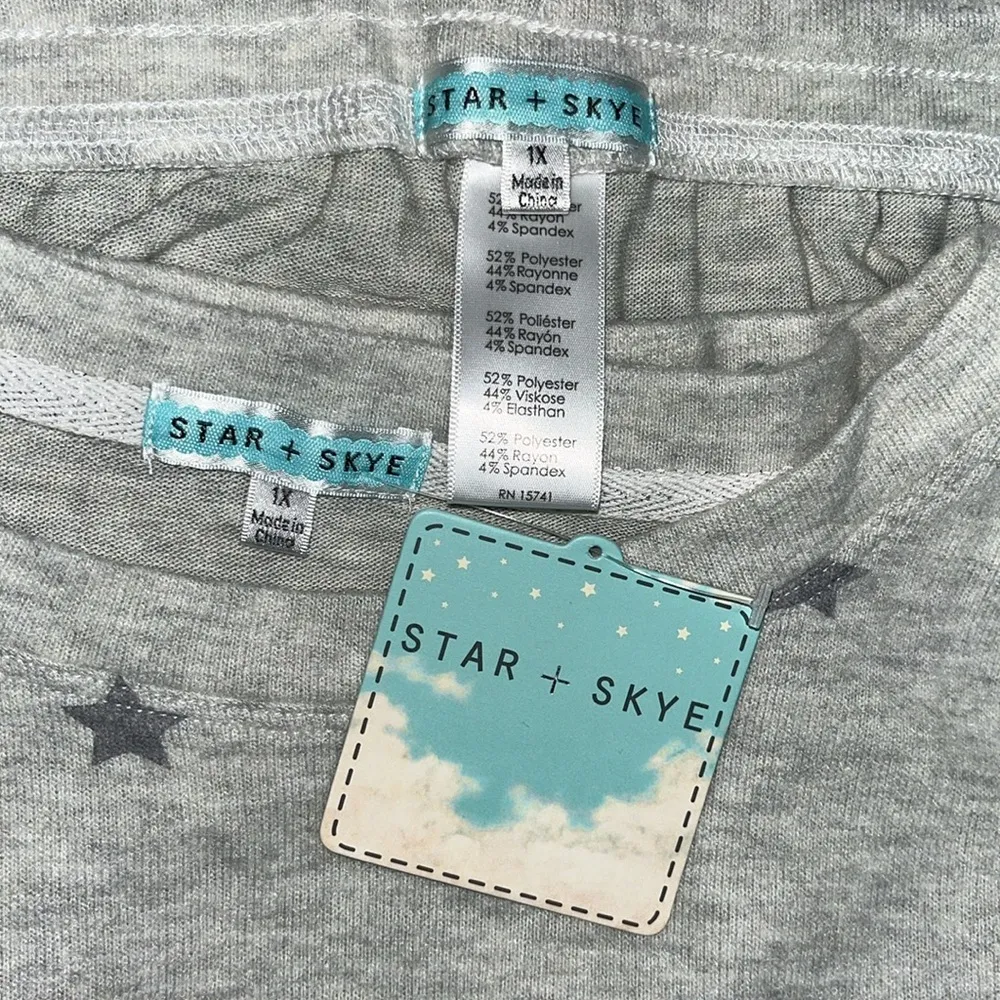 STAR + SKYE
1X
Made in
China
44% Rayon
4% Spandex
52% Polyester
44% Rayonne
4% Spandex
52% Poliéster
44% Rayón
4% Spandex
52% Polyester
44% Viskose
4% Elasthan
52% Polyester
44% Rayon
4% Spandex
RN 15741
STAR + SKYE
1X
Made in
China
STAR + SKYE